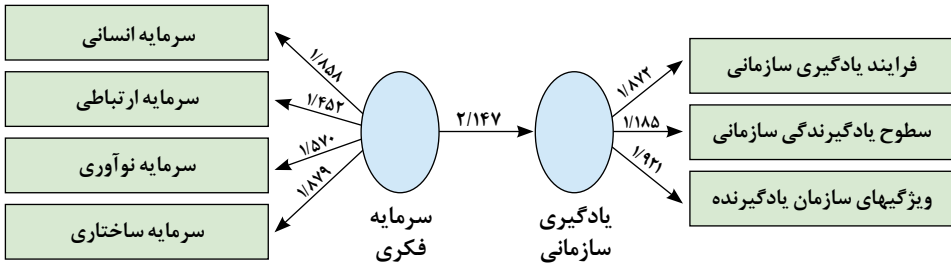 سرمایه انسانی
سرمایه ارتباطی
سرمایه نوآوری
سرمایه ساختاری
۱/۸۵۸
۱/۴۵۲
۱/۵۷۰
۱/۸۷۹
سرمایه
فکری
۲/۱۴۷
یادگیری
سازمانی
۱/۸۷۲
۱/۱۸۵
۱/۹۲۱
فرایند یادگیری سازمانی
سطوح یادگیرندگی سازمانی
ویژگیهای سازمان یادگیرنده